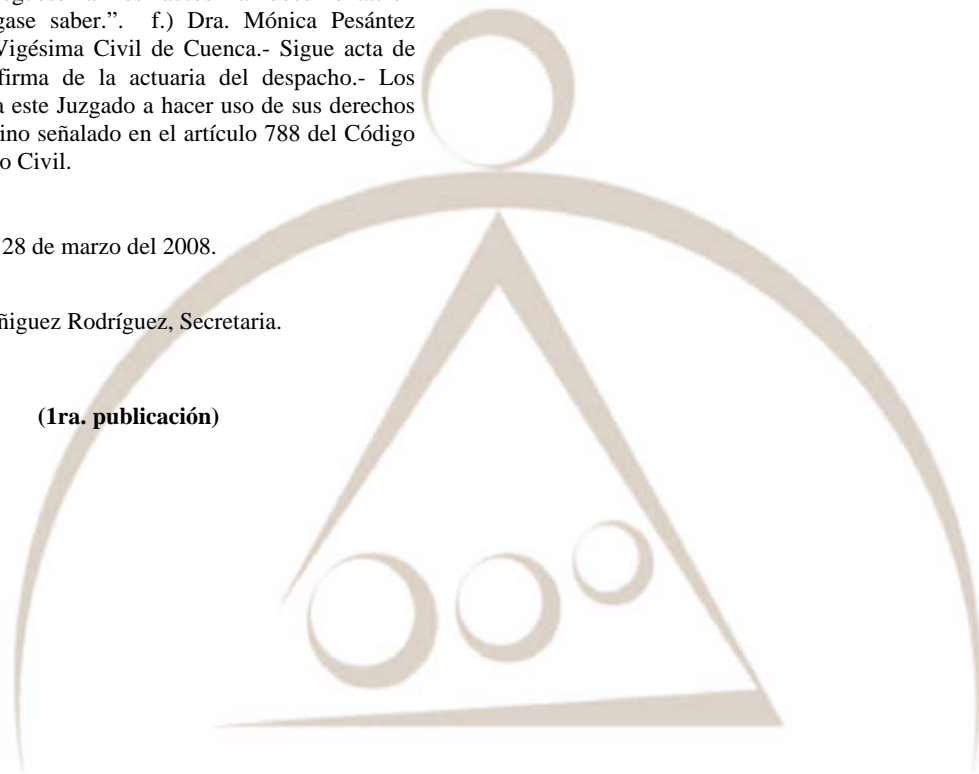 gase saber.”. f.) Dra. Mónica Pesántez
Vigésima Civil de Cuenca.- Sigue acta de
firma de la actuaria del despacho.- Los
a este Juzgado a hacer uso de sus derechos
ino señalado en el artículo 788 del Código
o Civil.
28 de marzo del 2008.
ñiguez Rodríguez, Secretaria.
(1ra. publicación)